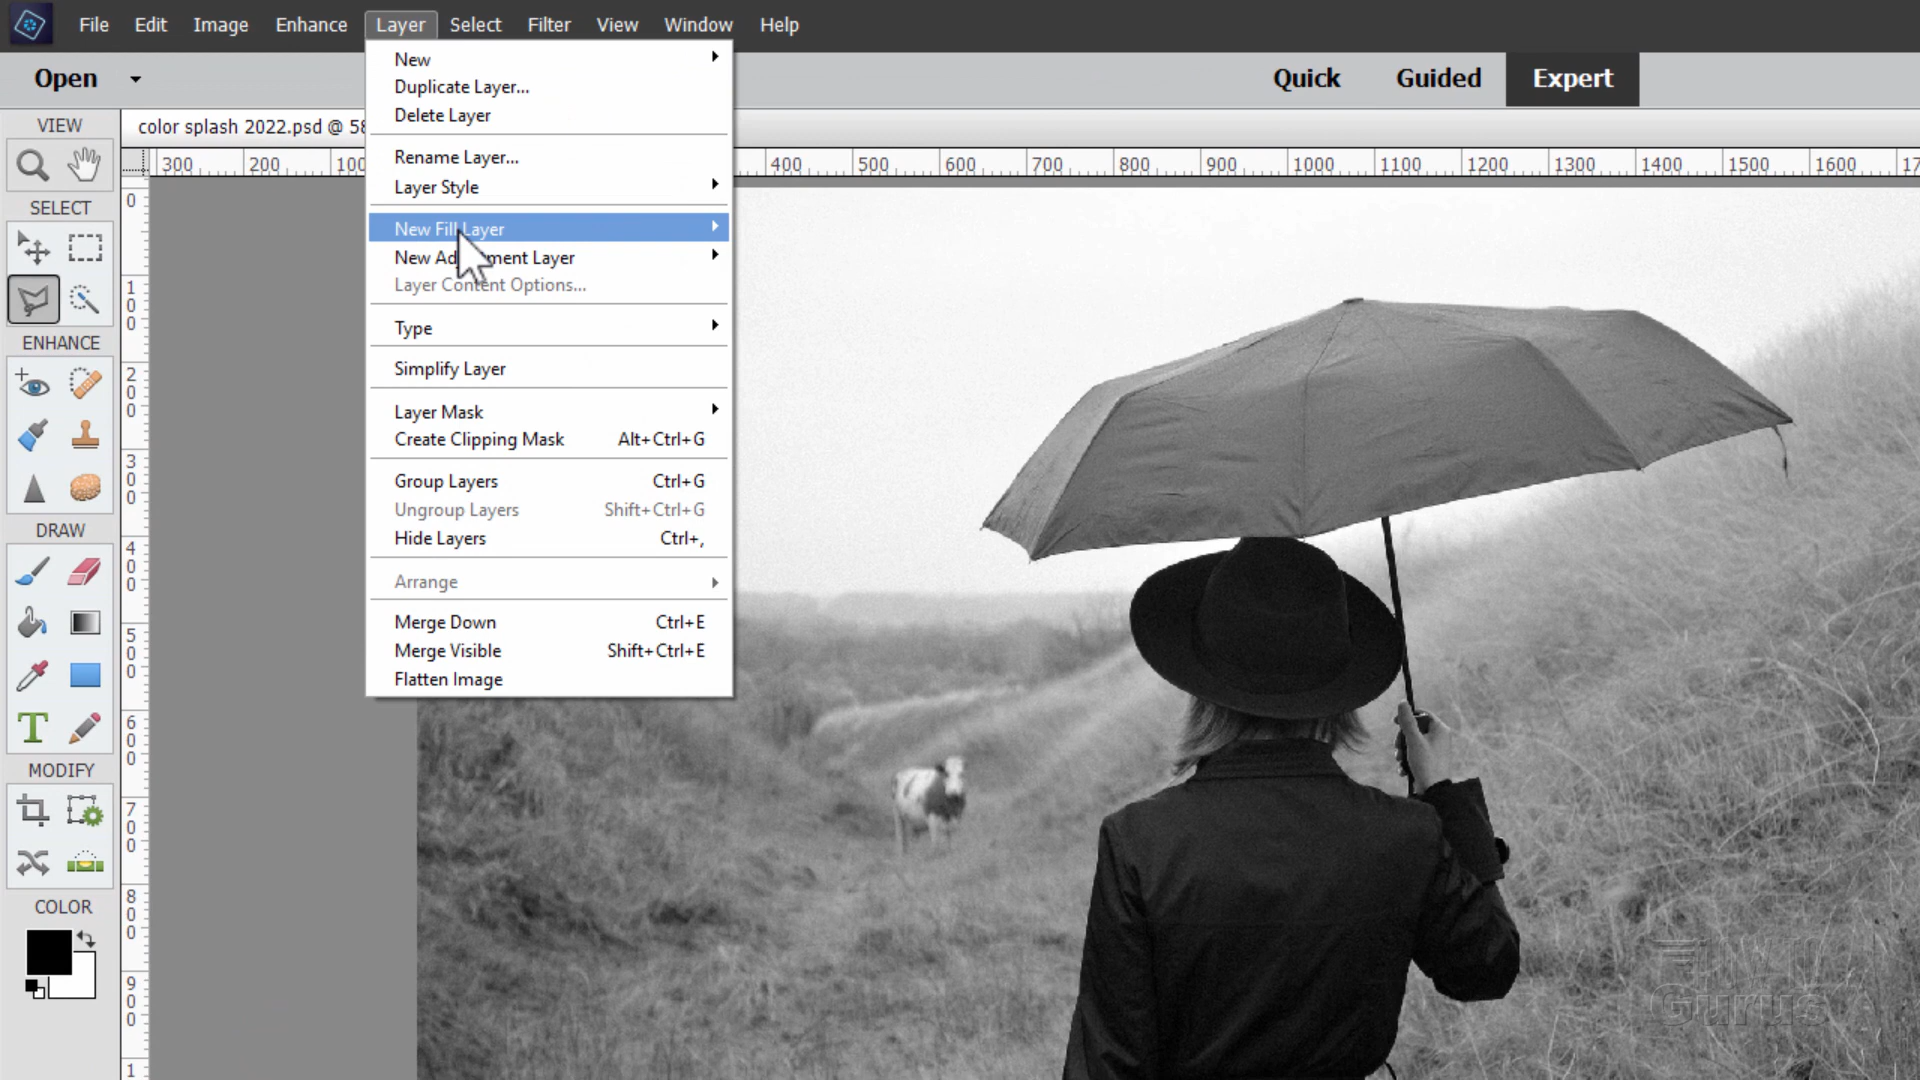 File Edit Image Enhance Layer Select Filter View Window Help
Open
Quick Guided Expert
color splash 2022.psd @ 58
VIEW
SELECT
ENHANCE
DRAW
MODIFY
COLOR
New
Duplicate Layer...
Delete Layer
Rename Layer...
Layer Style
New Fill Layer
New Ad ment Layer
Layer Content Options...
Type
Simplify Layer
Layer Mask
Create Clipping Mask Alt+Ctrl+G
Group Layers Ctrl+G
Ungroup Layers Shift+Ctrl+G
Hide Layers Ctrl+,
Arrange
Merge Down Ctrl+E
Merge Visible Shift+Ctrl+E
Flatten Image
300 200 100 400 500 600 700 800 900 1000 1100 1200 1300 1400 1500 1600 17
0
100
200
300
400
500
600
700
800
900
1
T
Gurus